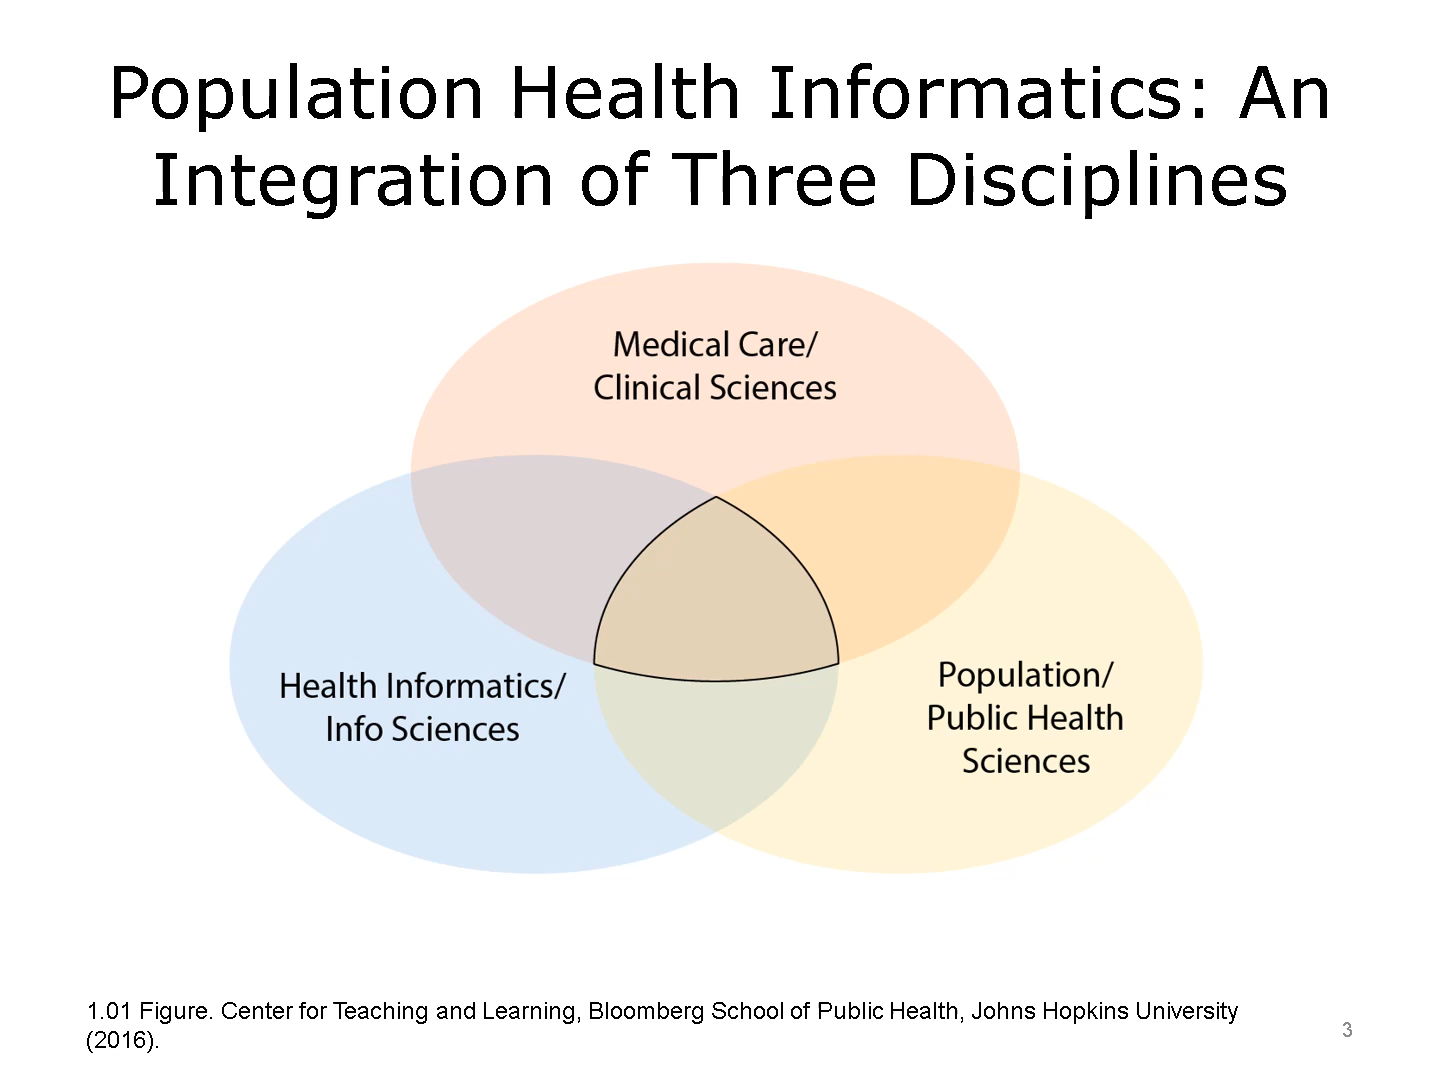 Population Health Informatics: An
Integration of Three Disciplines
Medical Care/
Clinical Sciences
Health Informatics/
Info Sciences
Population/
Public Health
Sciences
1.01 Figure. Center for Teaching and Learning, Bloomberg School of Public Health, Johns Hopkins University
(2016).
3